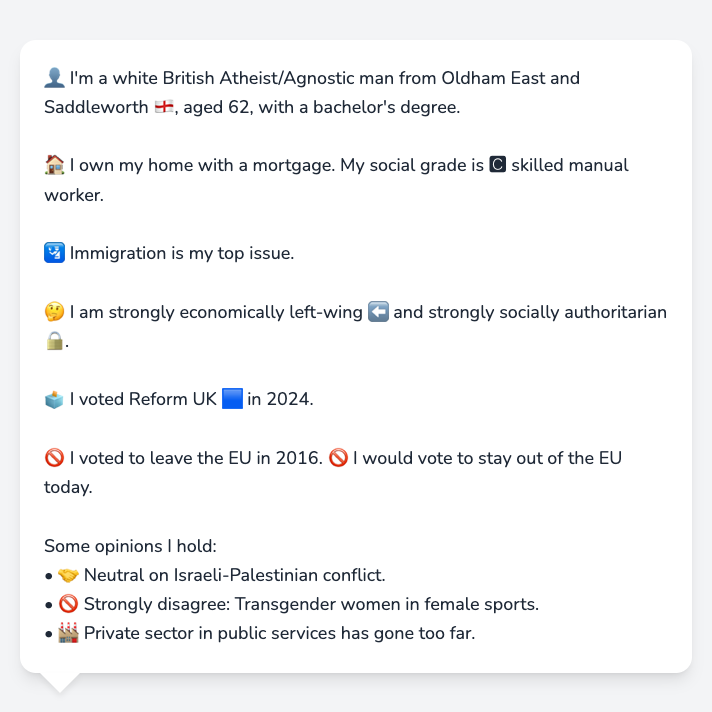 👤 I'm a white British Atheist/Agnostic man from Oldham East and
Saddleworth 🏴󠁧󠁢󠁥󠁮󠁧󠁿, aged 62, with a bachelor's degree.
🏠 I own my home with a mortgage. My social grade is 🅲 skilled manual
worker.
🛂 Immigration is my top issue.
🤔 I am strongly economically left-wing ⬅️ and strongly socially authoritarian
🔒.
🗳️ I voted Reform UK 🟦 in 2024.
🚫 I voted to leave the EU in 2016. 🚫 I would vote to stay out of the EU
today.
Some opinions I hold:
• 🤝 Neutral on Israeli-Palestinian conflict.
• 🚫 Strongly disagree: Transgender women in female sports.
• 🏭 Private sector in public services has gone too far.